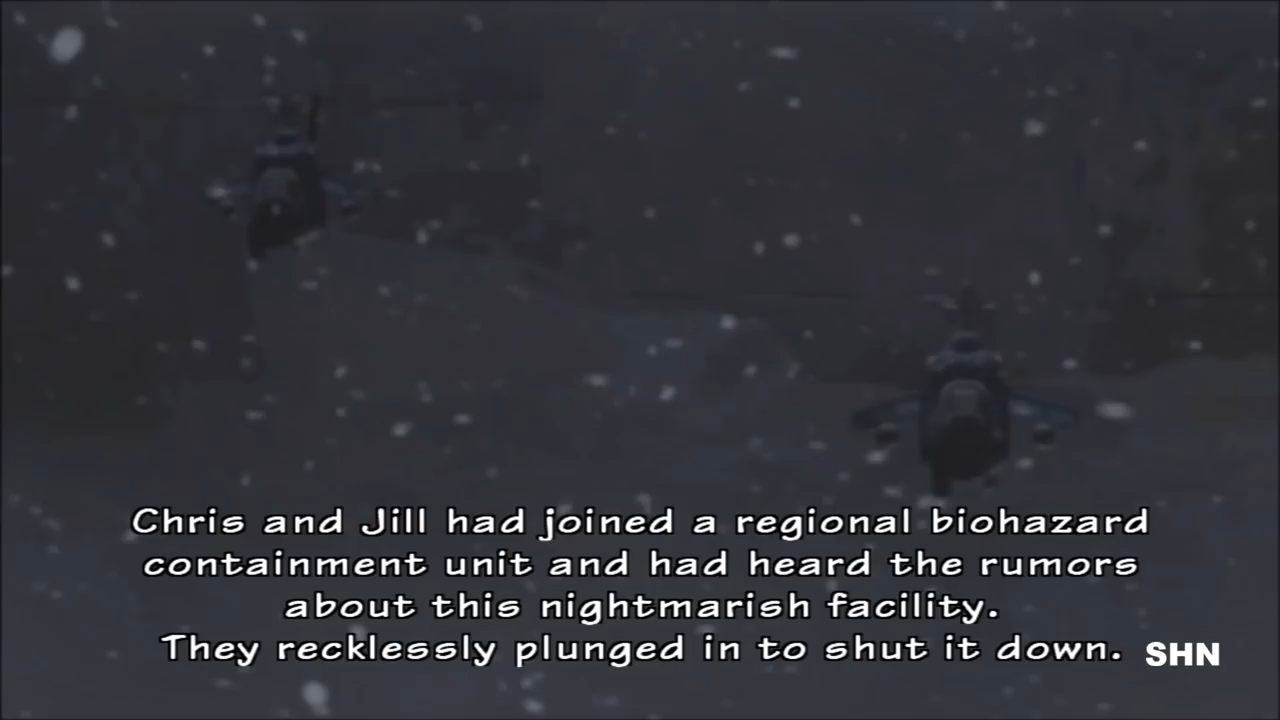 Chris and Jill had joined a regional biohazard
containment unit and had heard the rumors
about this nightmarish facility.
They recklessly plunged in to shut it down.
SHN